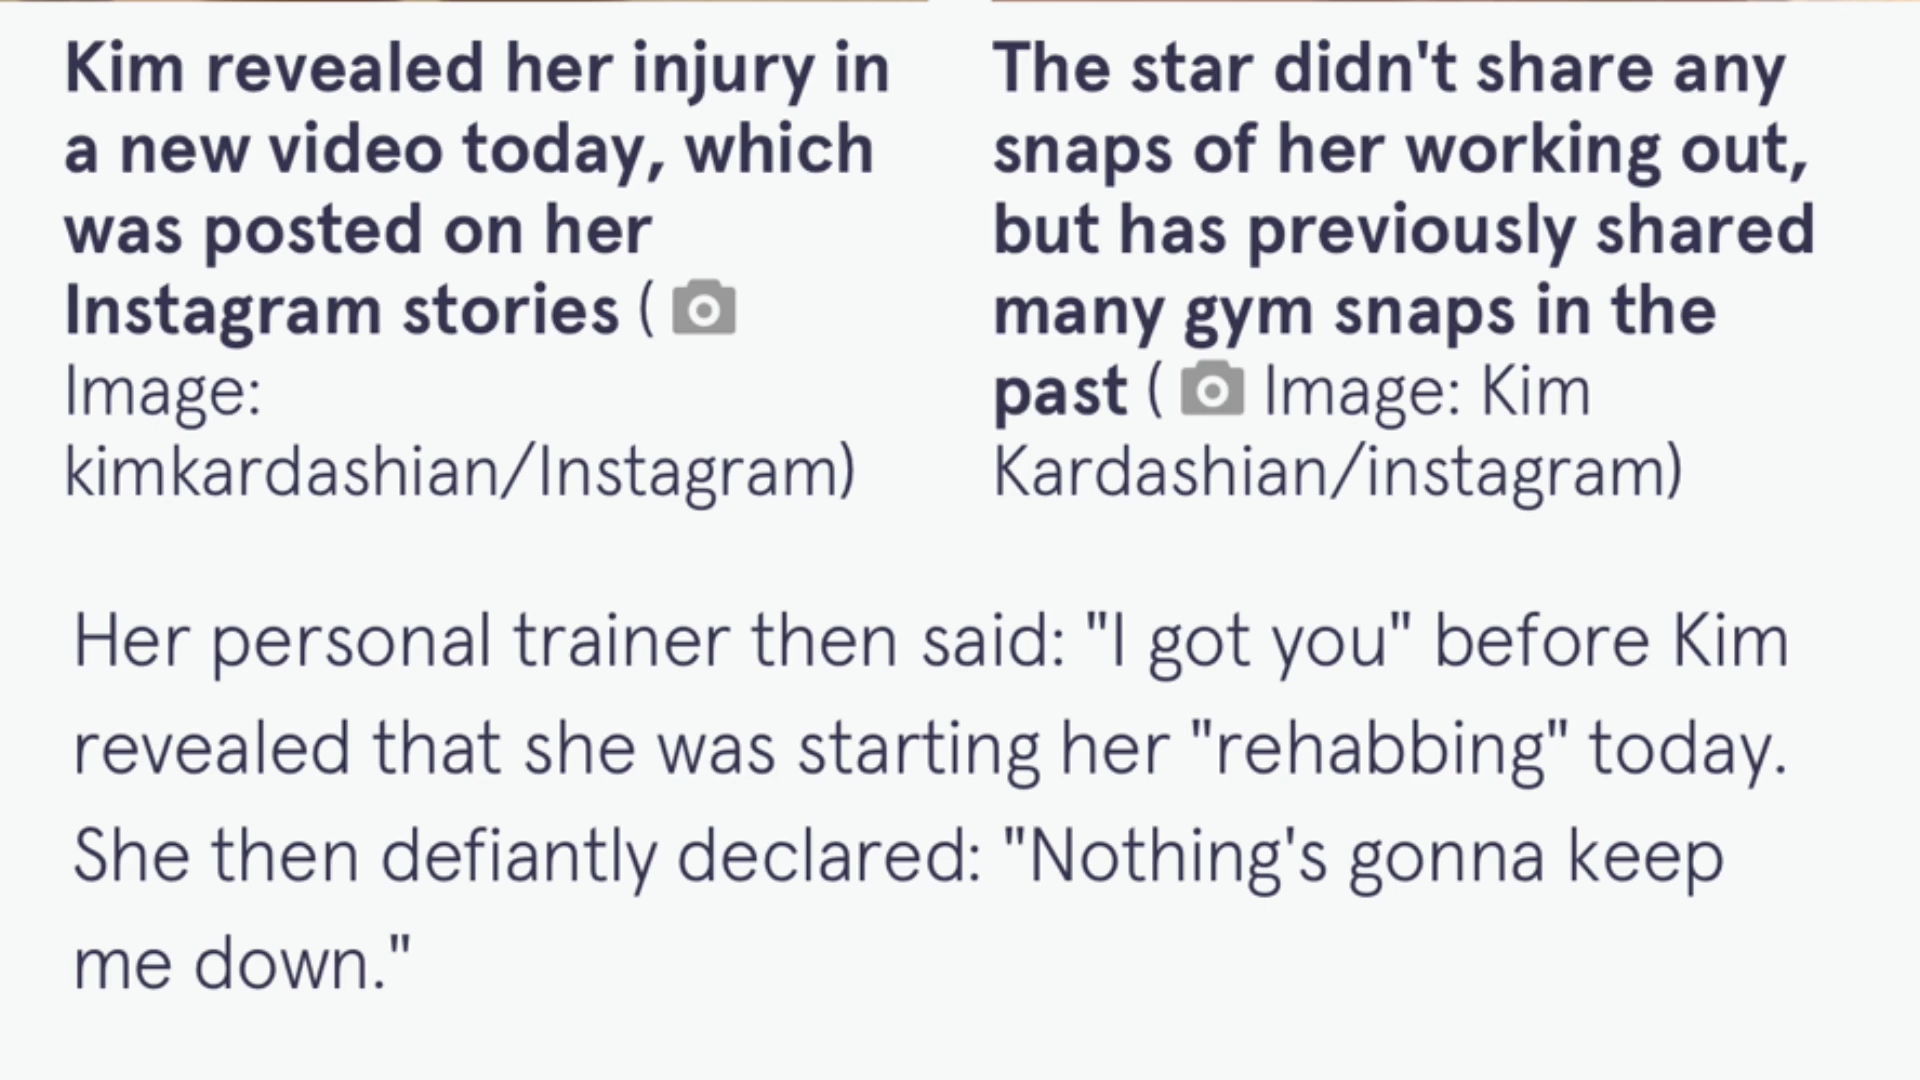 Kim revealed her injury in
a new video today, which
was posted on her
Instagram stories (
Image:
kimkardashian/Instagram)
The star didn't share any
snaps of her working out,
but has previously shared
many gym snaps in the
past ( Image: Kim
Kardashian/instagram)
Her personal trainer then said: "I got you" before Kim
revealed that she was starting her "rehabbing" today.
She then defiantly declared: "Nothing's gonna keep
me down."